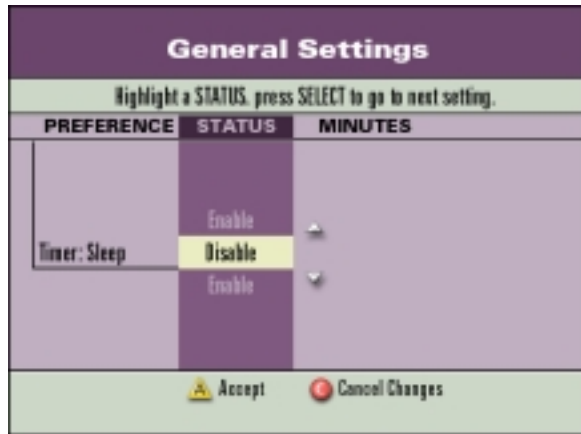 General Settings
Highlight a STATUS. press SELECT to go to next setting.
PREFERENCE STATUS MINUTES
Enable
Timer: Sleep Disable
Enable
A Accept C Cancel Changes